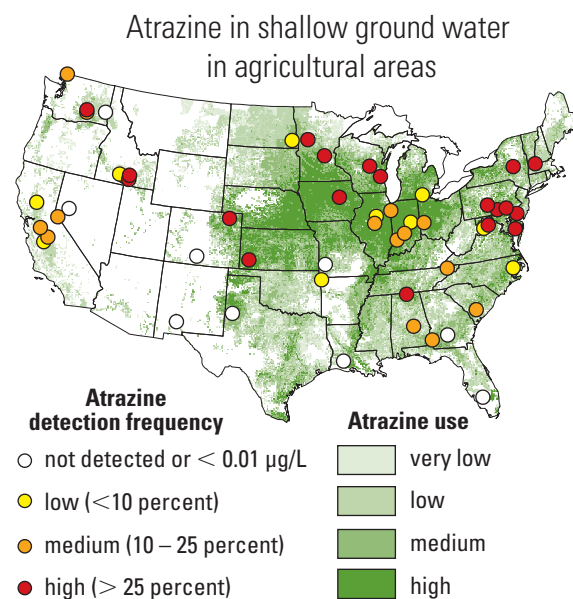 Atrazine in shallow ground water
in agricultural areas
Atrazine
detection frequency
not detected or < 0.01 µg/L
low (<10 percent)
medium (10 – 25 percent)
high (> 25 percent)
Atrazine use
very low
low
medium
high